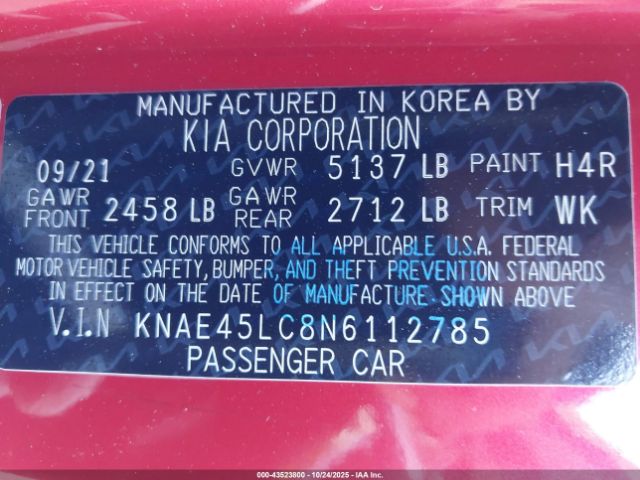 MANUFACTURED IN KOREA BY
KIA CORPORATION
09/21 GVWR 5137 LB PAINT H4R
GAWR FRONT 2458 LB GAWR REAR 2712 LB TRIM WK
THIS VEHICLE CONFORMS TO ALL APPLICABLE U.S.A. FEDERAL
MOTOR VEHICLE SAFETY, BUMPER, AND THEFT PREVENTION STANDARDS
IN EFFECT ON THE DATE OF MANUFACTURE SHOWN ABOVE
V.I.N KNAE45LC8N6112785
PASSENGER CAR
000-43523800 - 10/24/2025 - IAA Inc.